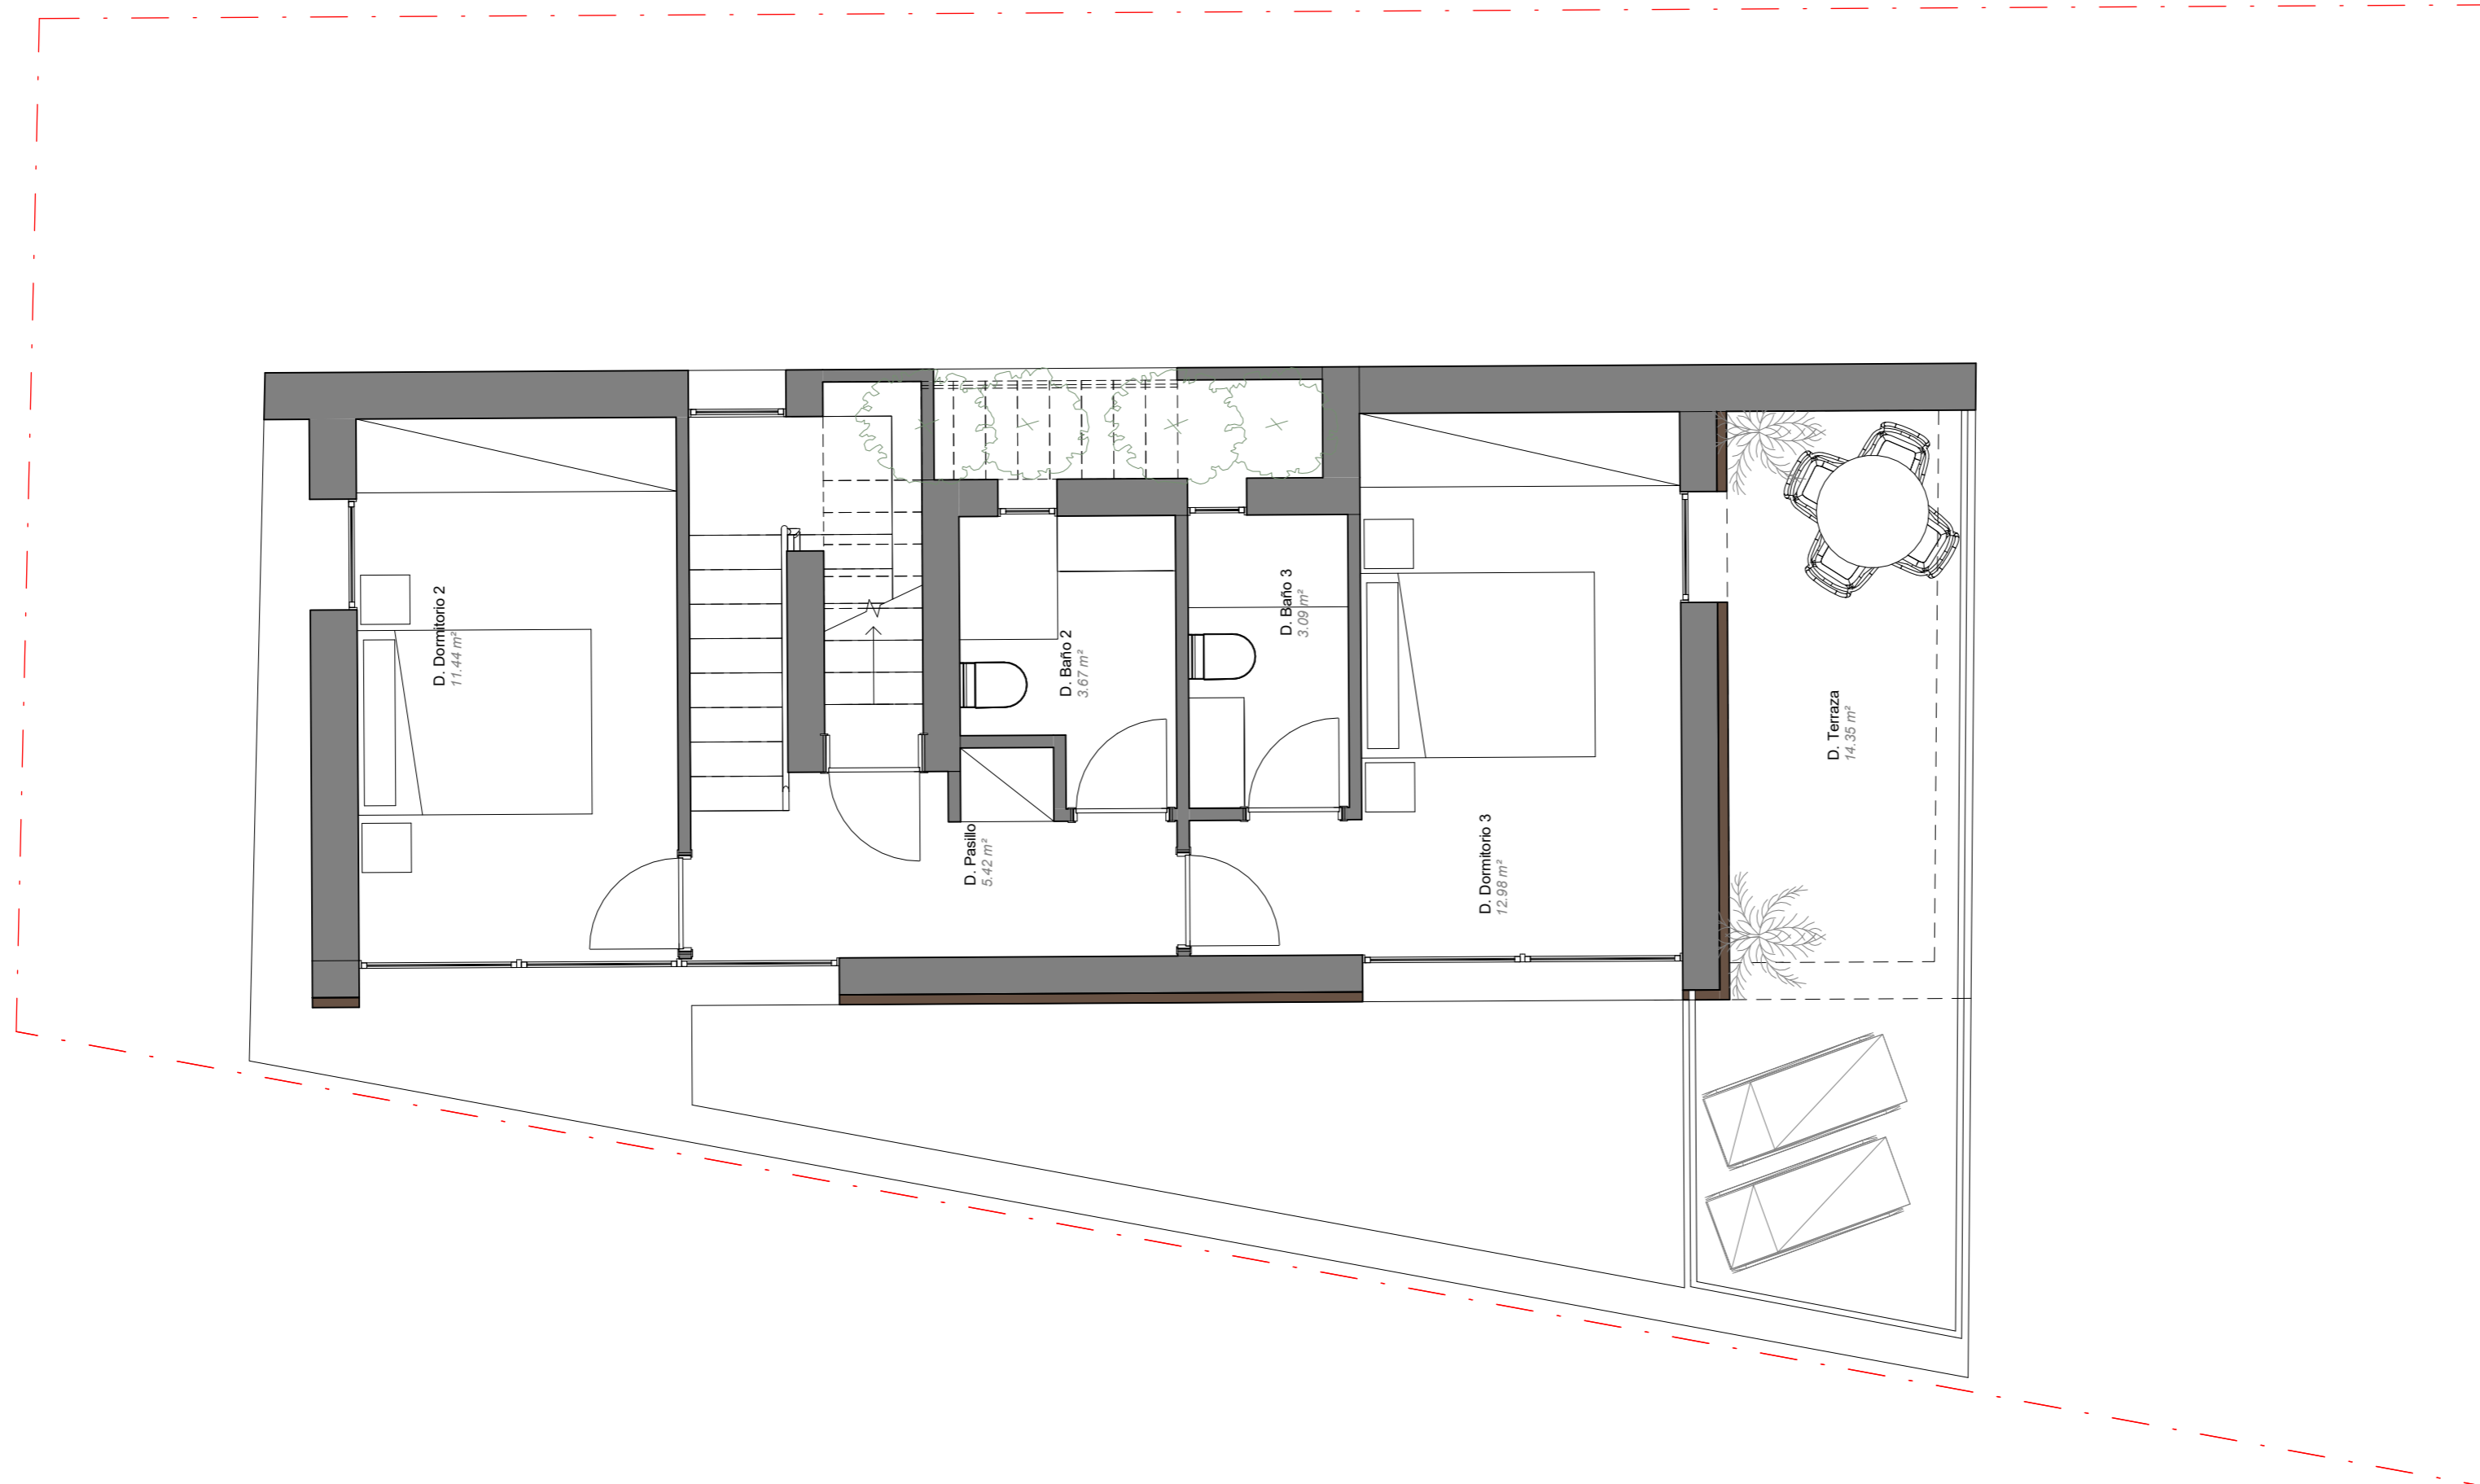 D. Dormitorio 2
11.44 m²
D. Pasillo
5.42 m²
D. Baño 2
3.67 m²
D. Baño 3
3.09 m²
D. Dormitorio 3
12.98 m²
D. Terraza
14.35 m²